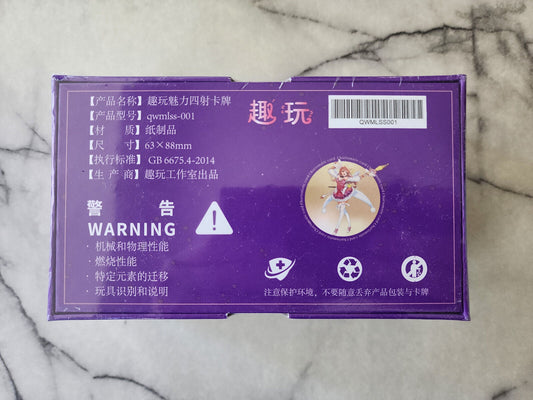 【产品名称】趣玩魅力四射卡牌
【产品型号】qwmlss-001
【材　　质】纸制品
【尺　　寸】63×88mm
【执行标准】GB 6675.4-2014
【生 产 商】趣玩工作室出品
趣玩
QWMLSS001
警　告
WARNING
· 机械和物理性能
· 燃烧性能
· 特定元素的迁移
· 玩具识别和说明
注意保护环境，不要随意丢弃产品包装与卡牌